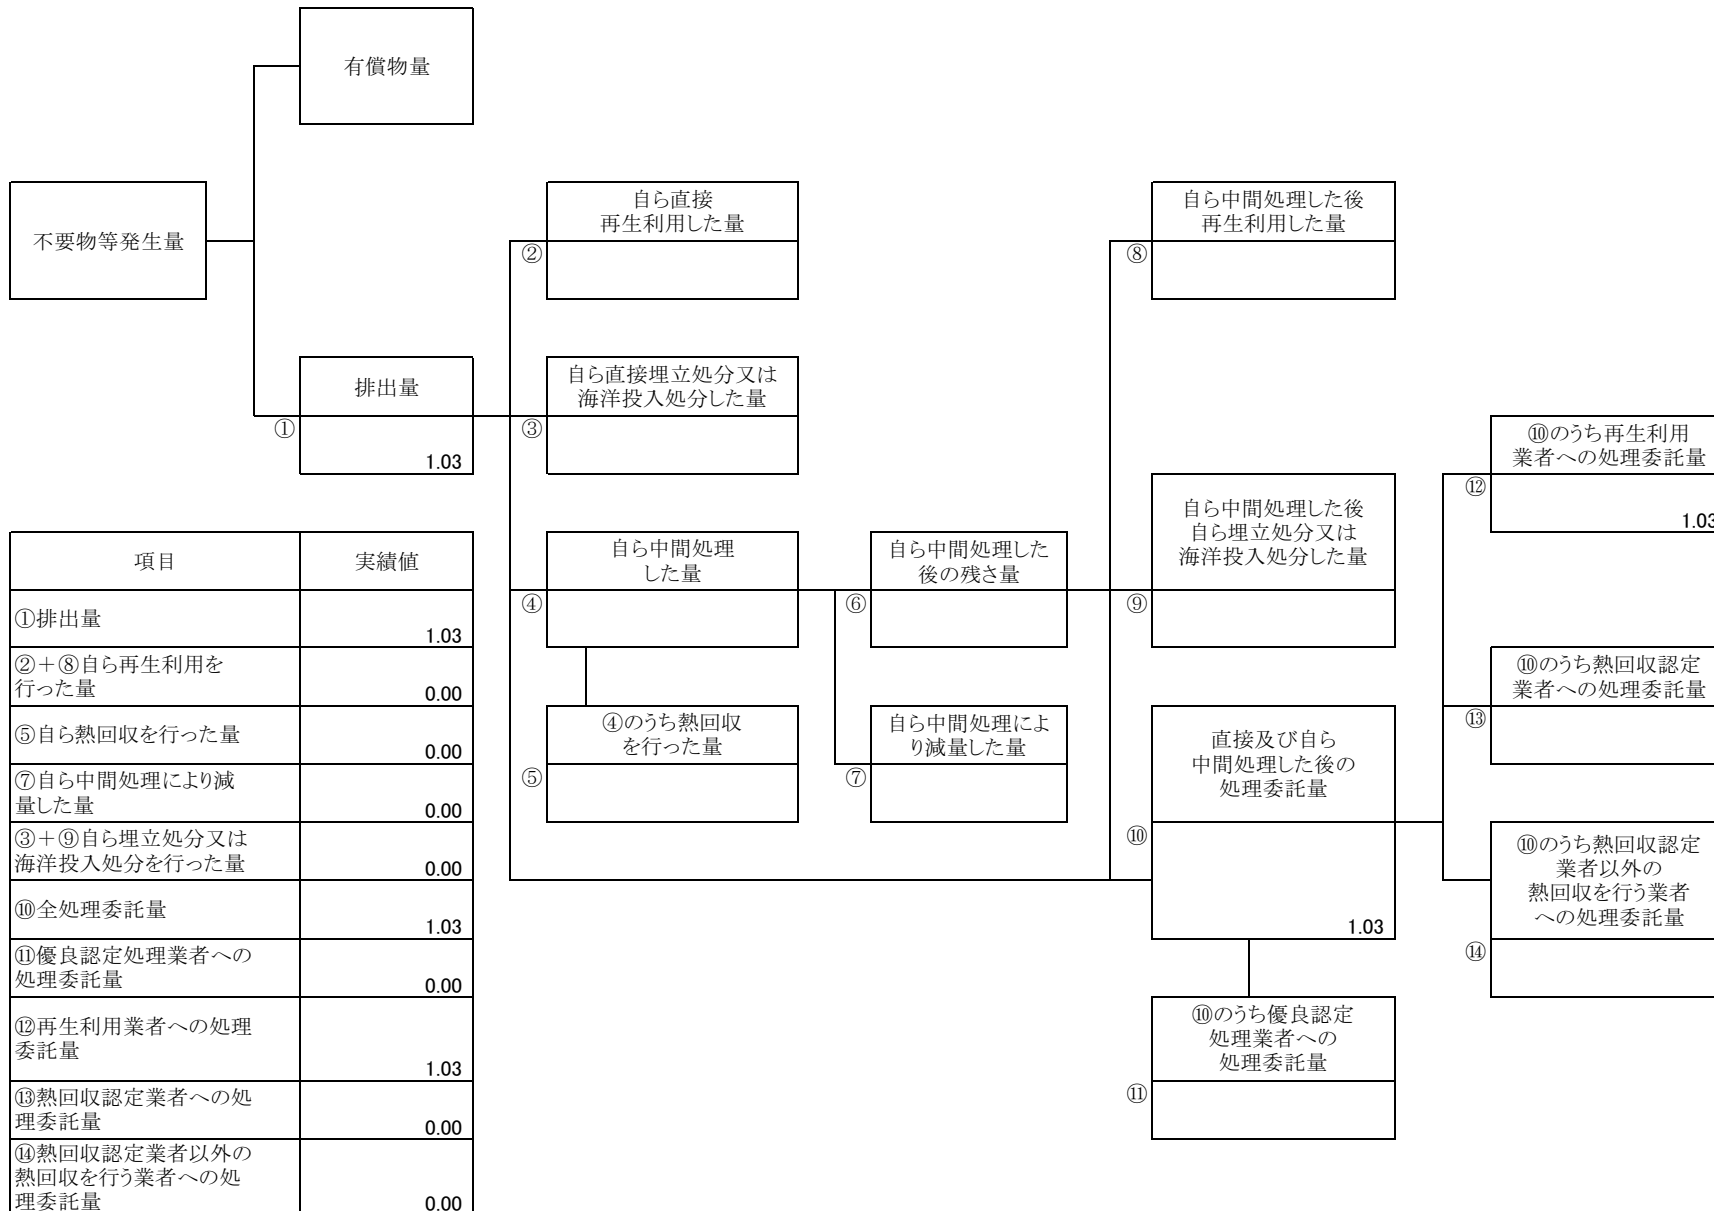 有償物量
不要物等発生量
排出量
①
1.03
自ら直接
再生利用した量
②
自ら直接埋立処分又は
海洋投入処分した量
③
自ら中間処理
した量
④
④のうち熱回収
を行った量
⑤
自ら中間処理した
後の残さ量
⑥
自ら中間処理によ
り減量した量
⑦
自ら中間処理した後
再生利用した量
⑧
自ら中間処理した後
自ら埋立処分又は
海洋投入処分した量
⑨
直接及び自ら
中間処理した後の
処理委託量
⑩
1.03
⑩のうち優良認定
処理業者への
処理委託量
⑪
⑩のうち再生利用
業者への処理委託量
⑫
1.03
⑩のうち熱回収認定
業者への処理委託量
⑬
⑩のうち熱回収認定
業者以外の
熱回収を行う業者
への処理委託量
⑭
項目 実績値
①排出量
1.03
②+⑧自ら再生利用を
行った量
0.00
⑤自ら熱回収を行った量
0.00
⑦自ら中間処理により減
量した量
0.00
③+⑨自ら埋立処分又は
海洋投入処分を行った量
0.00
⑩全処理委託量
1.03
⑪優良認定処理業者への
処理委託量
0.00
⑫再生利用業者への処理
委託量
1.03
⑬熱回収認定業者への処
理委託量
0.00
⑭熱回収認定業者以外の
熱回収を行う業者への処
理委託量
0.00